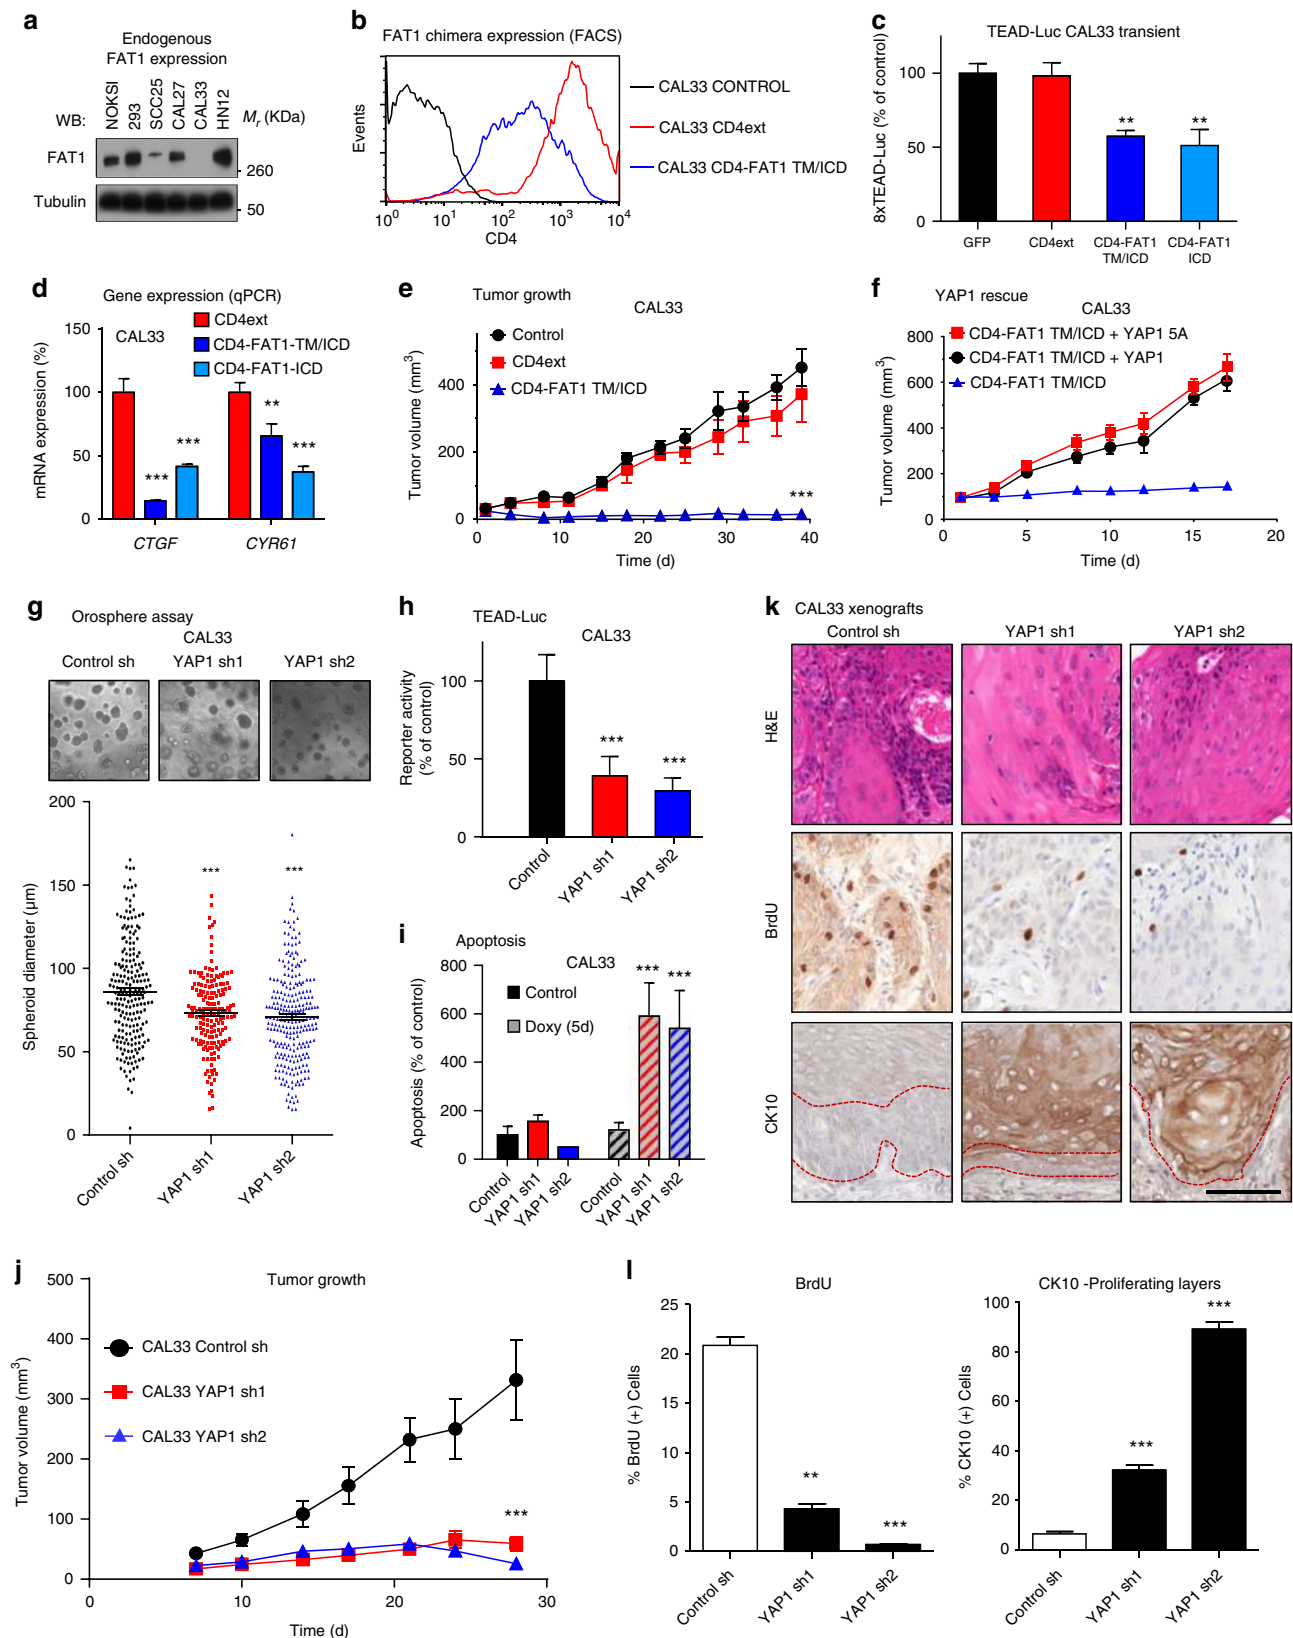 a
Endogenous
FAT1 expression
WB:
NOKSI
293
SCC25
CAL27
CAL33
HN12
Mr (KDa)
FAT1
260
Tubulin
50
b
FAT1 chimera expression (FACS)
Events
10^0 10^1 10^2 10^3 10^4
CD4
CAL33 CONTROL
CAL33 CD4ext
CAL33 CD4-FAT1 TM/ICD
c
TEAD-Luc CAL33 transient
8xTEAD-Luc (% of control)
100
50
0
** **
GFP CD4ext CD4-FAT1 TM/ICD CD4-FAT1 ICD
d
Gene expression (qPCR)
CAL33
CD4ext
CD4-FAT1-TM/ICD
CD4-FAT1-ICD
mRNA expression (%)
150
100
50
0
*** *** ** ***
CTGF CYR61
e
Tumor growth
CAL33
Control
CD4ext
CD4-FAT1 TM/ICD
Tumor volume (mm³)
400
200
0
***
0 10 20 30 40
Time (d)
f
YAP1 rescue
CAL33
CD4-FAT1 TM/ICD + YAP1 5A
CD4-FAT1 TM/ICD + YAP1
CD4-FAT1 TM/ICD
Tumor volume (mm³)
800
600
400
200
0
0 5 10 15 20
Time (d)
g
Orosphere assay
CAL33
Control sh YAP1 sh1 YAP1 sh2
Spheroid diameter (μm)
200
150
100
50
0
*** ***
Control sh YAP1 sh1 YAP1 sh2
h
TEAD-Luc
CAL33
Reporter activity
(% of control)
100
50
0
*** ***
Control YAP1 sh1 YAP1 sh2
i
Apoptosis
CAL33
Control
Doxy (5d)
Apoptosis (% of control)
800
600
400
200
0
*** ***
Control YAP1 sh1 YAP1 sh2 Control YAP1 sh1 YAP1 sh2
k
CAL33 xenografts
Control sh YAP1 sh1 YAP1 sh2
H&E
BrdU
CK10
j
Tumor growth
CAL33 Control sh
CAL33 YAP1 sh1
CAL33 YAP1 sh2
Tumor volume (mm³)
500
400
300
200
100
0
***
0 10 20 30
Time (d)
l
BrdU
% BrdU (+) Cells
25
20
15
10
5
0
** ***
Control sh YAP1 sh1 YAP1 sh2
CK10 -Proliferating layers
% CK10 (+) Cells
100
80
60
40
20
0
*** ***
Control sh YAP1 sh1 YAP1 sh2